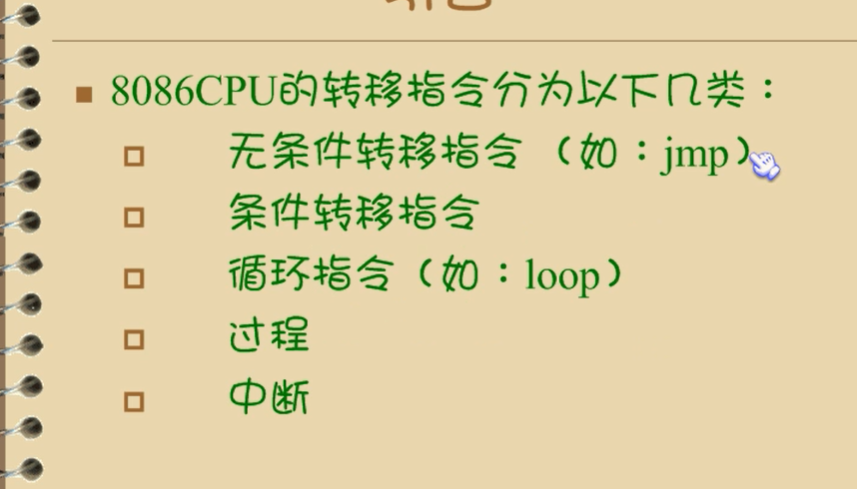 8086CPU的转移指令分为以下几类：
无条件转移指令 （如：jmp）
条件转移指令
循环指令（如：loop）
过程
中断